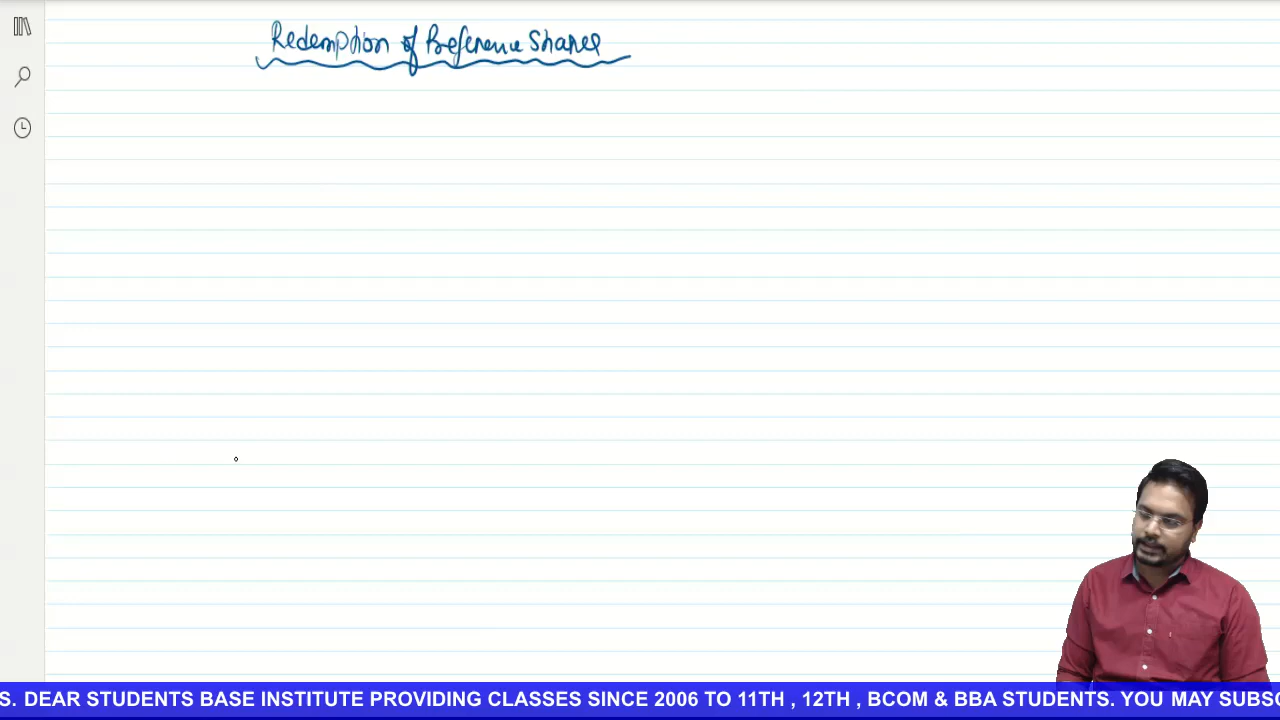 Redemption of Preference Shares
S. DEAR STUDENTS BASE INSTITUTE PROVIDING CLASSES SINCE 2006 TO 11TH , 12TH , BCOM & BBA STUDENTS. YOU MAY SUBSC